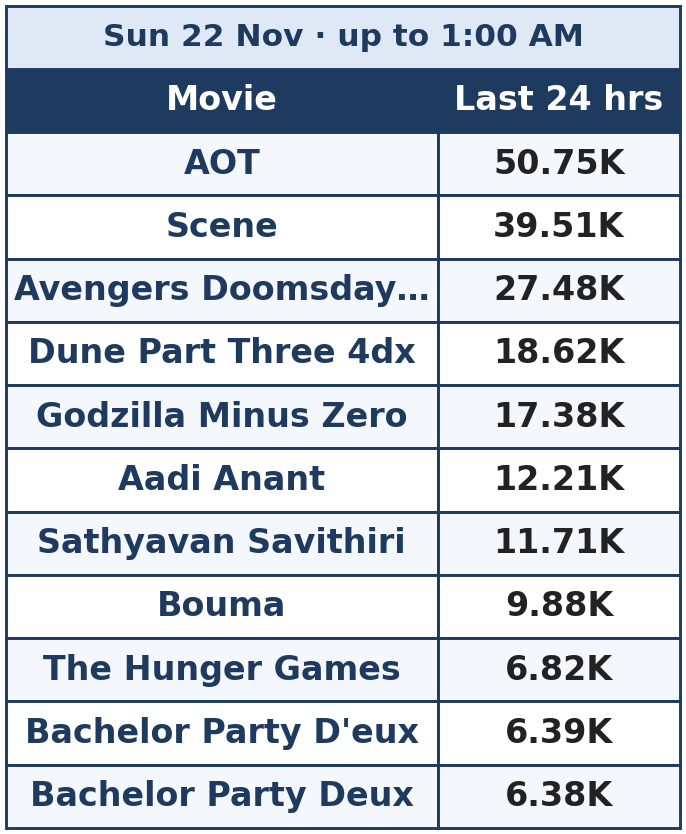 Sun 22 Nov · up to 1:00 AM
Movie Last 24 hrs
AOT 50.75K
Scene 39.51K
Avengers Doomsday... 27.48K
Dune Part Three 4dx 18.62K
Godzilla Minus Zero 17.38K
Aadi Anant 12.21K
Sathyavan Savithiri 11.71K
Bouma 9.88K
The Hunger Games 6.82K
Bachelor Party D'eux 6.39K
Bachelor Party Deux 6.38K